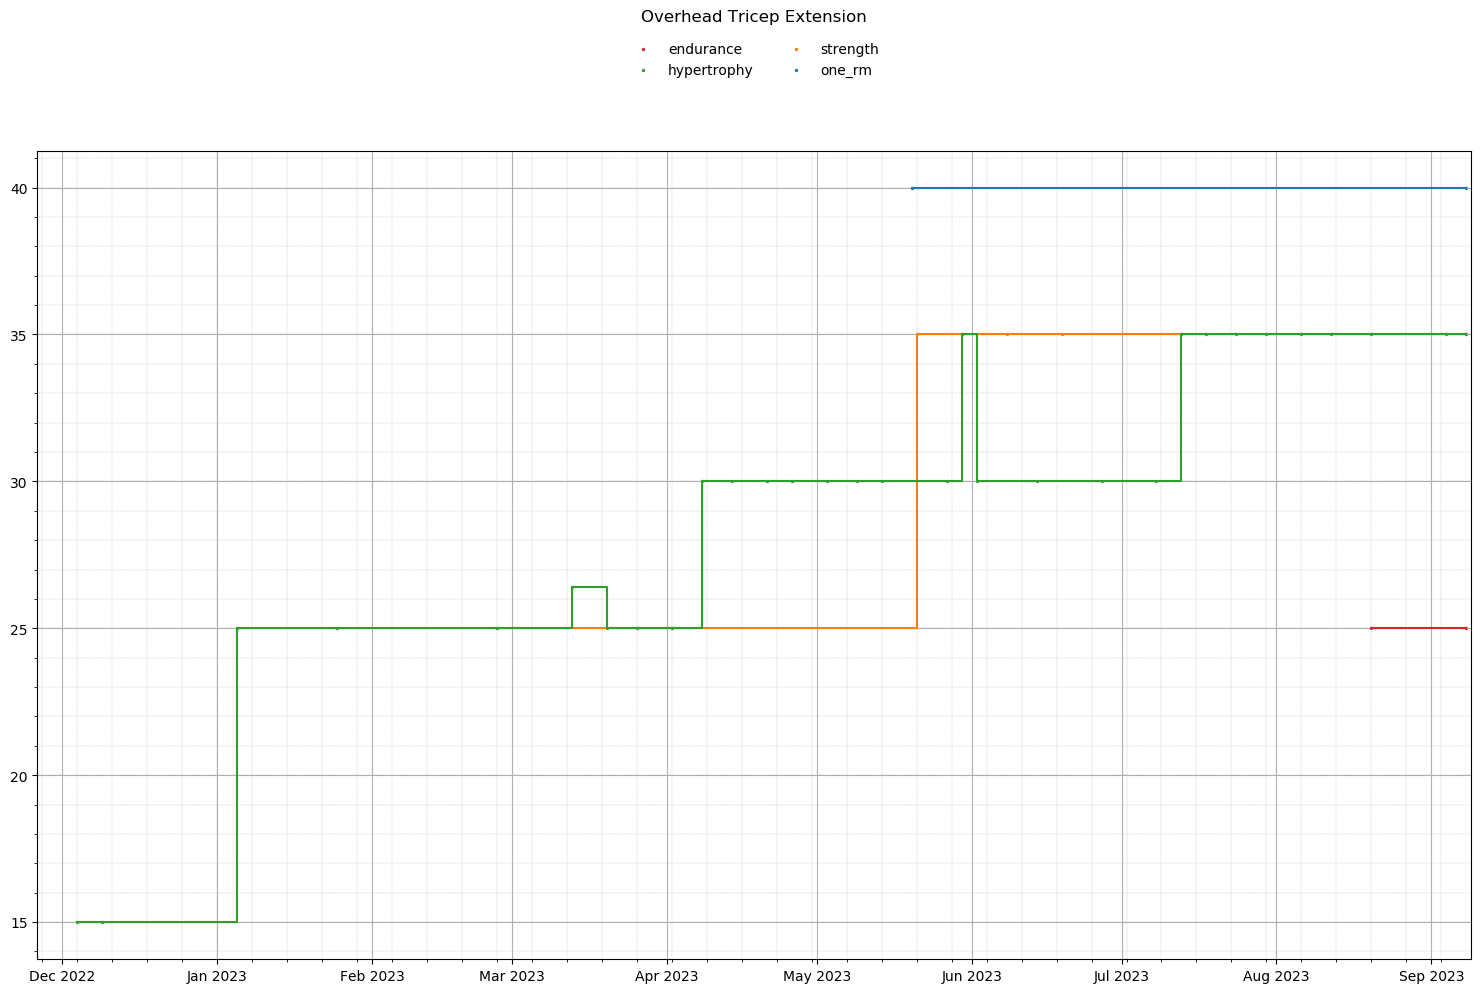 Overhead Tricep Extension
endurance strength
hypertrophy one_rm
40
35
30
25
20
15
Dec 2022 Jan 2023 Feb 2023 Mar 2023 Apr 2023 May 2023 Jun 2023 Jul 2023 Aug 2023 Sep 2023